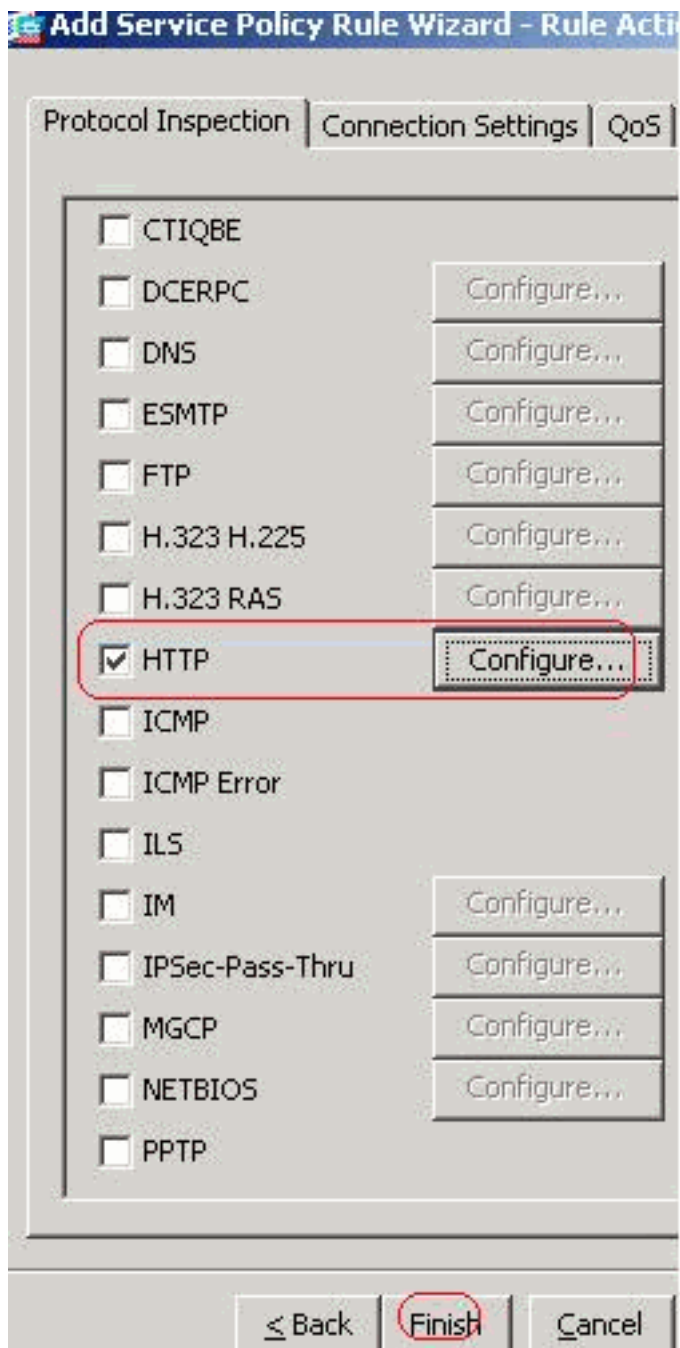 Add Service Policy Rule Wizard - Rule Acti
Protocol Inspection Connection Settings QoS
CTIQBE
DCERPC Configure...
DNS Configure...
ESMTP Configure...
FTP Configure...
H.323 H.225 Configure...
H.323 RAS Configure...
HTTP Configure...
ICMP
ICMP Error
ILS
IM Configure...
IPSec-Pass-Thru Configure...
MGCP Configure...
NETBIOS Configure...
PPTP
< Back Finish Cancel